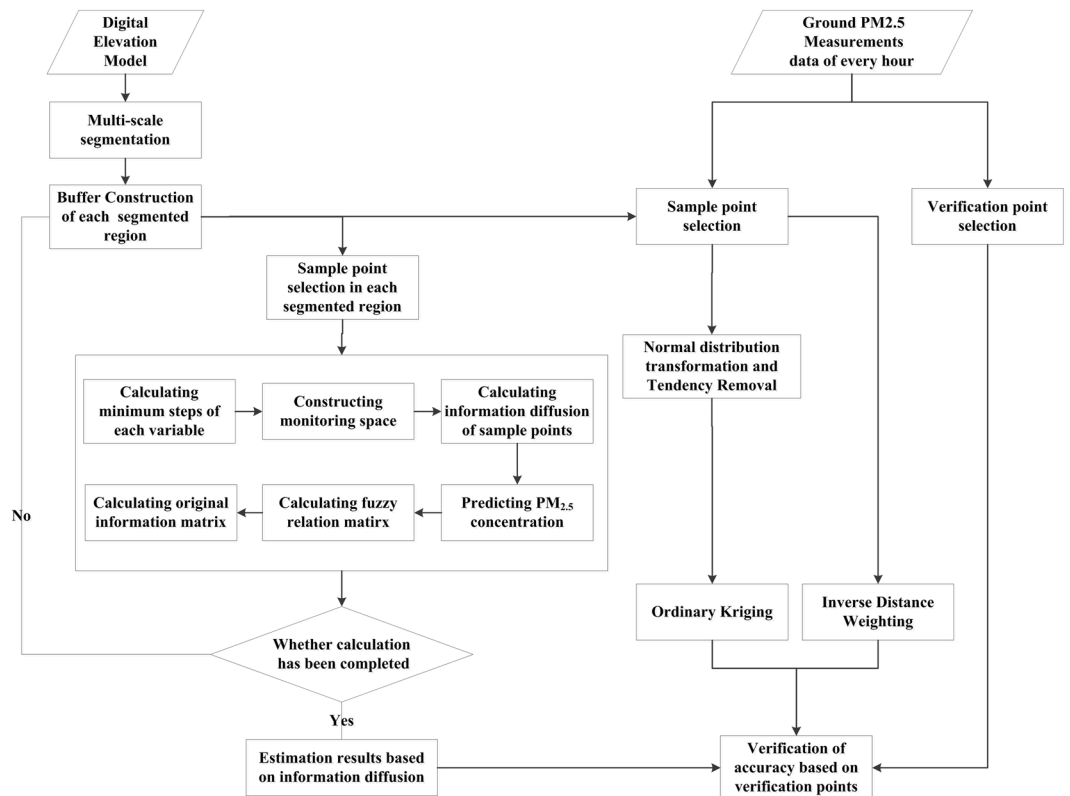 Digital
Elevation
Model
Ground PM2.5
Measurements
data of every hour
Multi-scale
segmentation
Buffer Construction
of each segmented
region
Sample point
selection
Verification point
selection
Sample point
selection in each
segmented region
Normal distribution
transformation and
Tendency Removal
Calculating
minimum steps of
each variable
Constructing
monitoring space
Calculating
information diffusion
of sample points
Calculating original
information matrix
Calculating fuzzy
relation matirx
Predicting PM2.5
concentration
No
Ordinary Kriging
Inverse Distance
Weighting
Whether calculation
has been completed
Yes
Estimation results based
on information diffusion
Verification of
accuracy based on
verification points